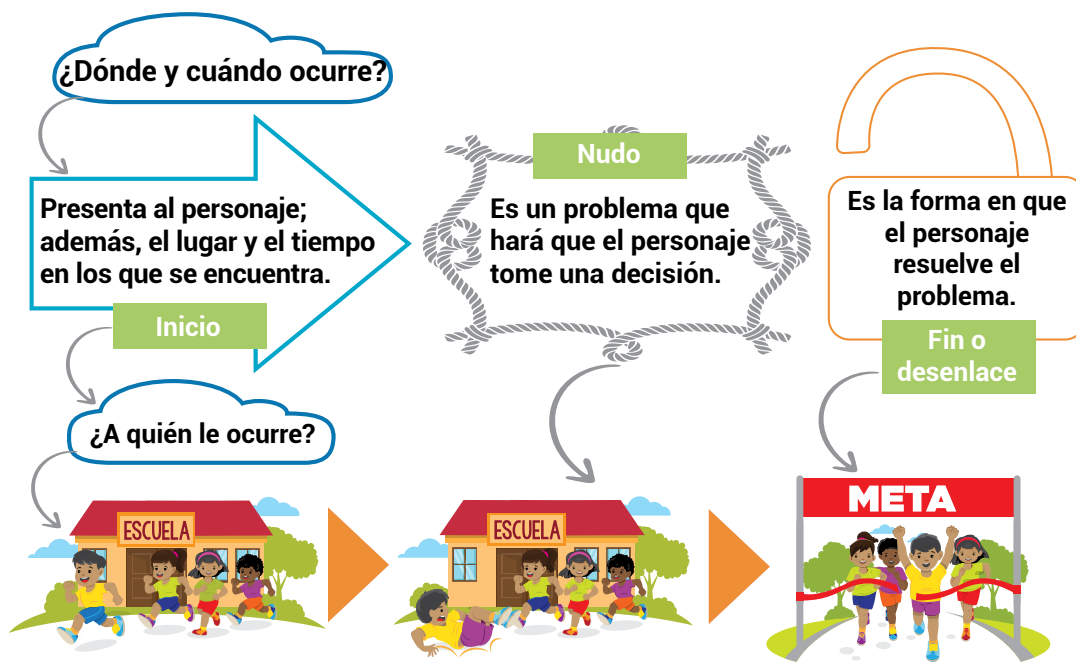 ¿Dónde y cuándo ocurre?
Presenta al personaje;
además, el lugar y el tiempo
en los que se encuentra.
Inicio
¿A quién le ocurre?
Nudo
Es un problema que
hará que el personaje
tome una decisión.
Es la forma en que
el personaje
resuelve el
problema.
Fin o
desenlace
ESCUELA
ESCUELA
META